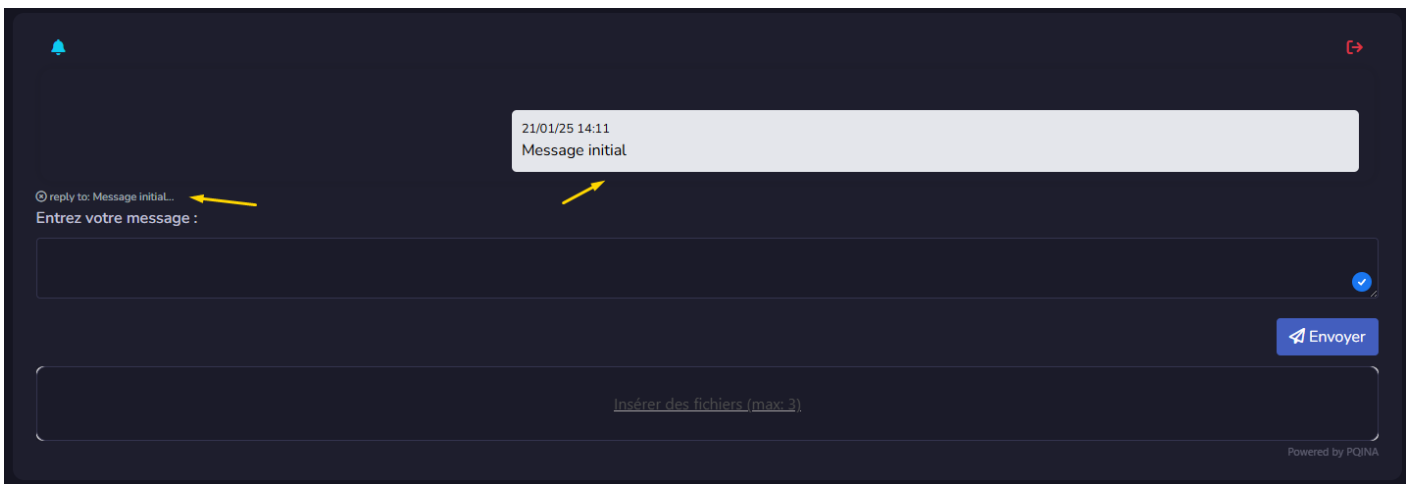 21/01/25 14:11
Message initial
reply to: Message initial...
Entrez votre message :
Envoyer
Insérer des fichiers (max: 3)
Powered by PQINA